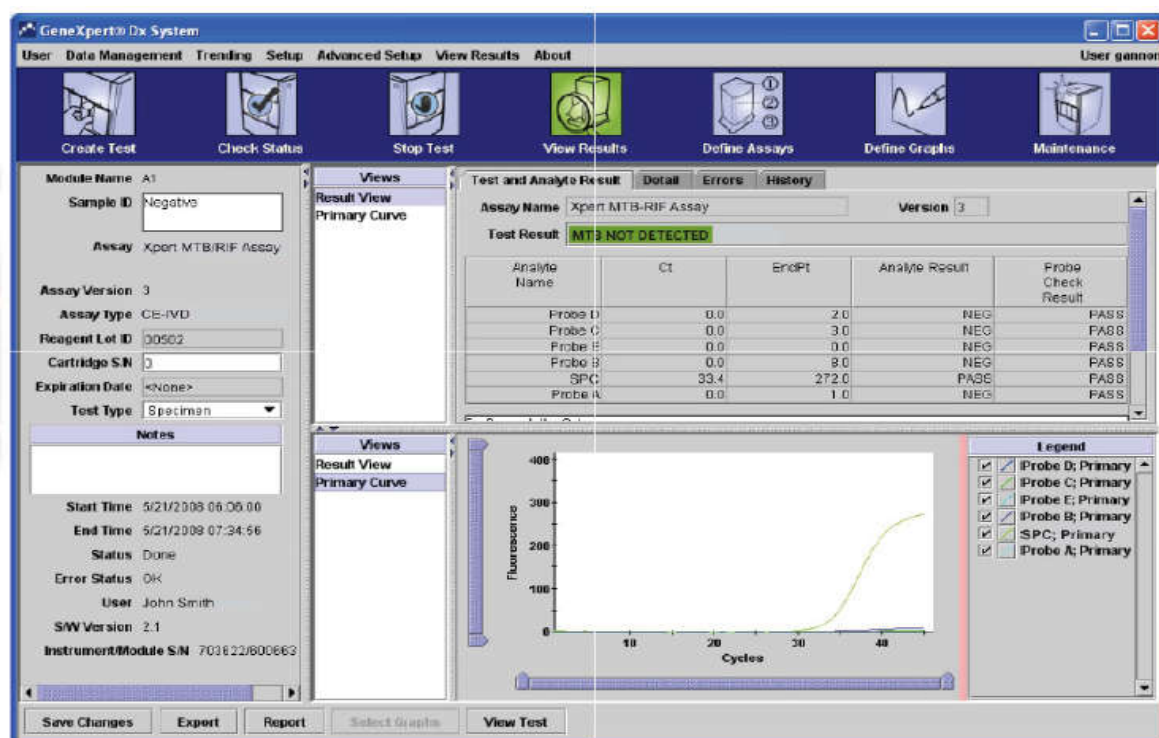 GeneXpert® Dx System
User Data Management Trending Setup Advanced Setup View Results About User gannon
Create Test Check Status Stop Test View Results Define Assays Define Graphs Maintenance
Module Name A1
Sample ID Negative
Assay Xpert MTB/RIF Assay
Assay Version 3
Assay Type CE-IVD
Reagent Lot ID 00502
Cartridge S.N 0
Expiration Date <None>
Test Type Specimen
Notes
Start Time 5/21/2008 06:06:00
End Time 5/21/2008 07:34:56
Status Done
Error Status OK
User John Smith
S/W Version 2.1
Instrument/Module S/N 703622/600663
Views
Result View
Primary Curve
Test and Analyte Result Detail Errors History
Assay Name Xpert MTB-RIF Assay Version 3
Test Result MTB NOT DETECTED
Analyte Name Ct EndPt Analyte Result Probe Check Result
Probe D 0.0 2.0 NEG PASS
Probe C 0.0 3.0 NEG PASS
Probe E 0.0 0.0 NEG PASS
Probe B 0.0 8.0 NEG PASS
SPC 33.4 272.0 PASS PASS
Probe A 0.0 1.0 NEG PASS
Views
Result View
Primary Curve
400
300
200
100
0
Fluorescence
10 20 30 40
Cycles
Legend
Probe D; Primary
Probe C; Primary
Probe E; Primary
Probe B; Primary
SPC; Primary
Probe A; Primary
Save Changes Export Report Select Graphs View Test